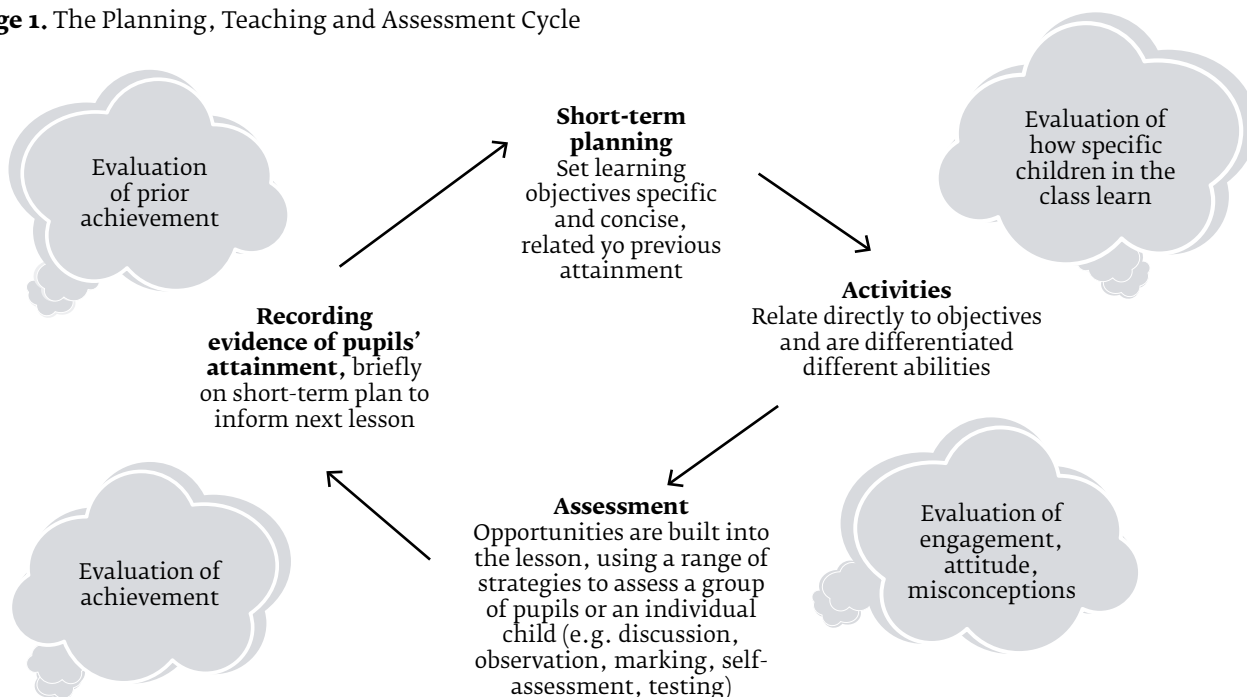 ge 1. The Planning, Teaching and Assessment Cycle
Evaluation
of prior
achievement
Short-term
planning
Set learning
objectives specific
and concise,
related yo previous
attainment
Evaluation of
how specific
children in the
class learn
Activities
Relate directly to objectives
and are differentiated
different abilities
Recording
evidence of pupils’
attainment, briefly
on short-term plan to
inform next lesson
Assessment
Opportunities are built into
the lesson, using a range of
strategies to assess a group
of pupils or an individual
child (e.g. discussion,
observation, marking, self-
assessment, testing)
Evaluation of
engagement,
attitude,
misconceptions
Evaluation of
achievement